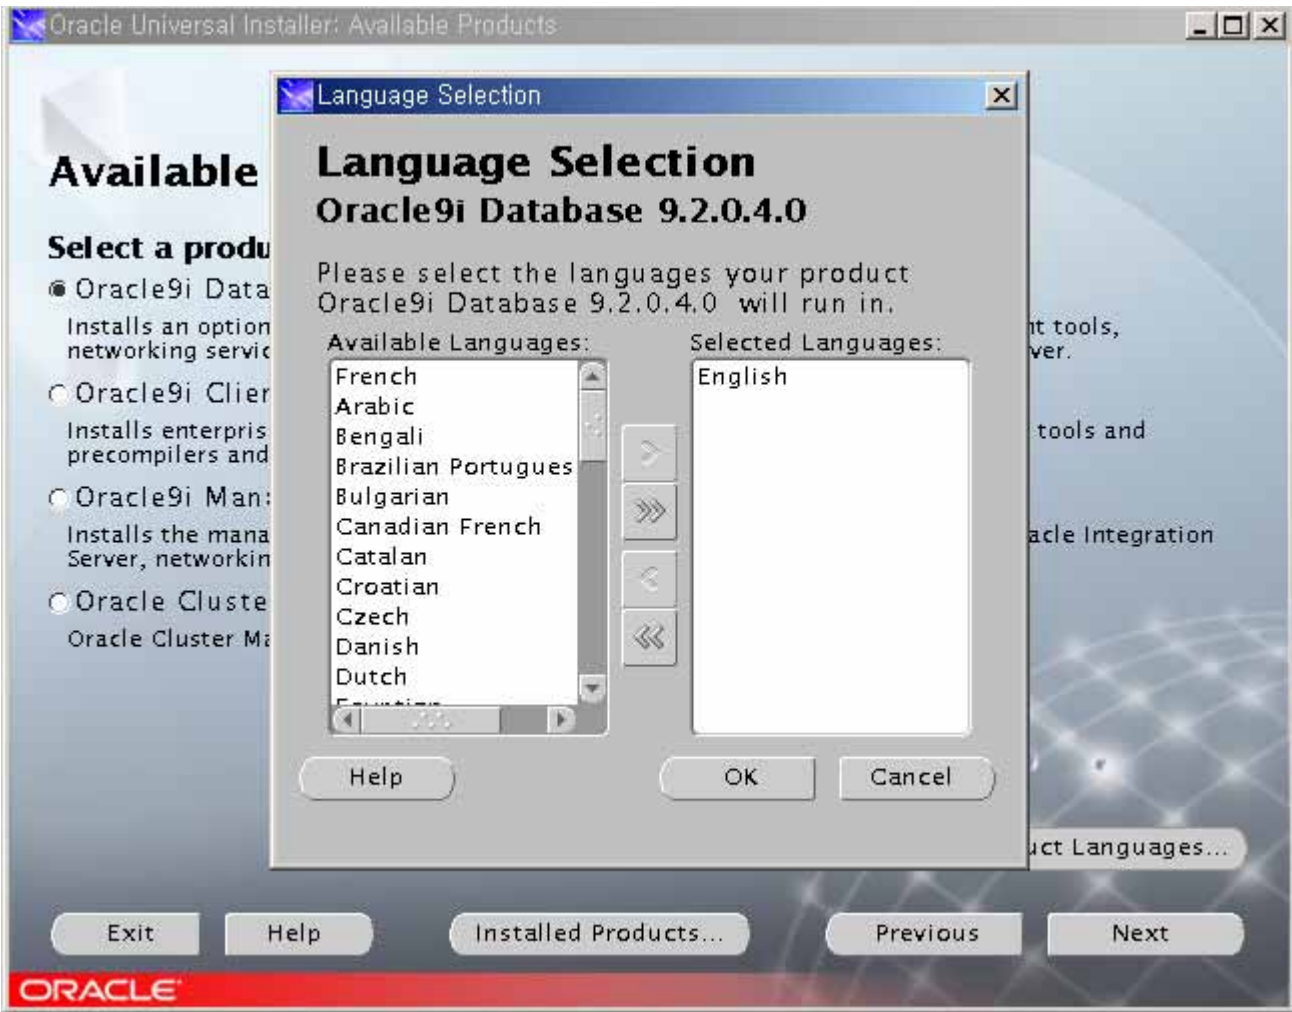 Oracle Universal Installer: Available Products
Language Selection
Language Selection
Oracle9i Database 9.2.0.4.0
Please select the languages your product
Oracle9i Database 9.2.0.4.0 will run in.
Available Languages:
French
Arabic
Bengali
Brazilian Portugues
Bulgarian
Canadian French
Catalan
Croatian
Czech
Danish
Dutch
Selected Languages:
English
>
>>
<
<<
Help
OK
Cancel
Available
Select a produ
Oracle9i Data
Installs an option
nt tools,
networking servic
ver.
Oracle9i Clier
Installs enterpris
tools and
precompilers and
Oracle9i Mana
Installs the mana
acle Integration
Server, networkin
Oracle Cluste
Oracle Cluster Ma
uct Languages...
Exit
Help
Installed Products...
Previous
Next
ORACLE